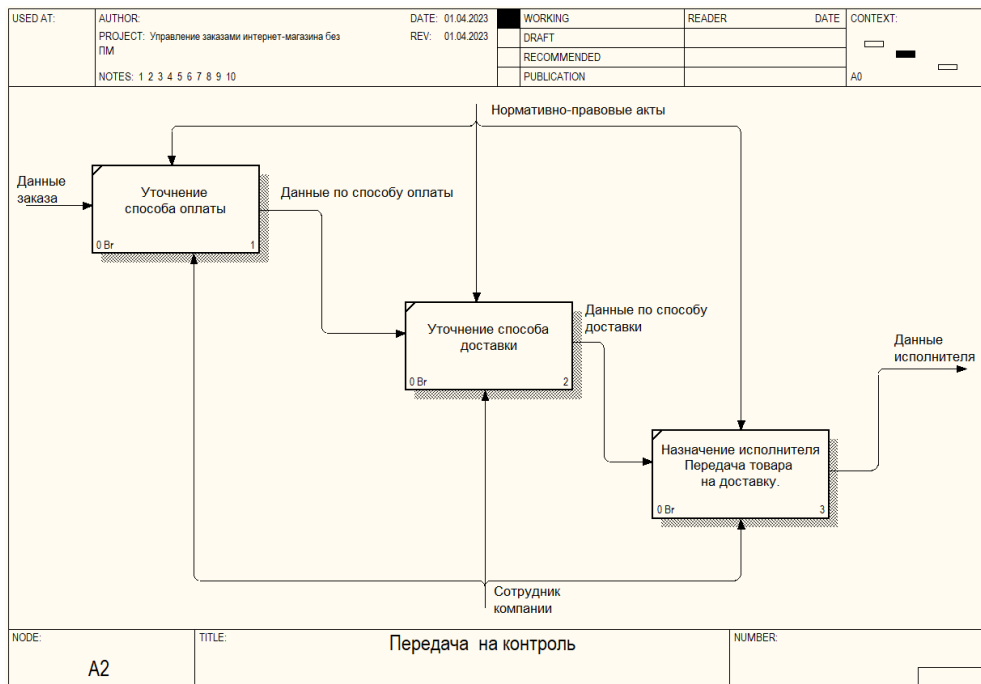 USED AT:
AUTHOR:
DATE: 01.04.2023
PROJECT: Управление заказами интернет-магазина без
ПМ
REV: 01.04.2023
NOTES: 1 2 3 4 5 6 7 8 9 10
WORKING
DRAFT
RECOMMENDED
PUBLICATION
READER
DATE
CONTEXT:
A0
Нормативно-правовые акты
Данные
заказа
Уточнение
способа оплаты
0 Br
1
Данные по способу оплаты
Уточнение способа
доставки
0 Br
2
Данные по способу
доставки
Данные
исполнителя
Назначение исполнителя
Передача товара
на доставку.
0 Br
3
Сотрудник
компании
NODE:
A2
TITLE:
Передача на контроль
NUMBER: